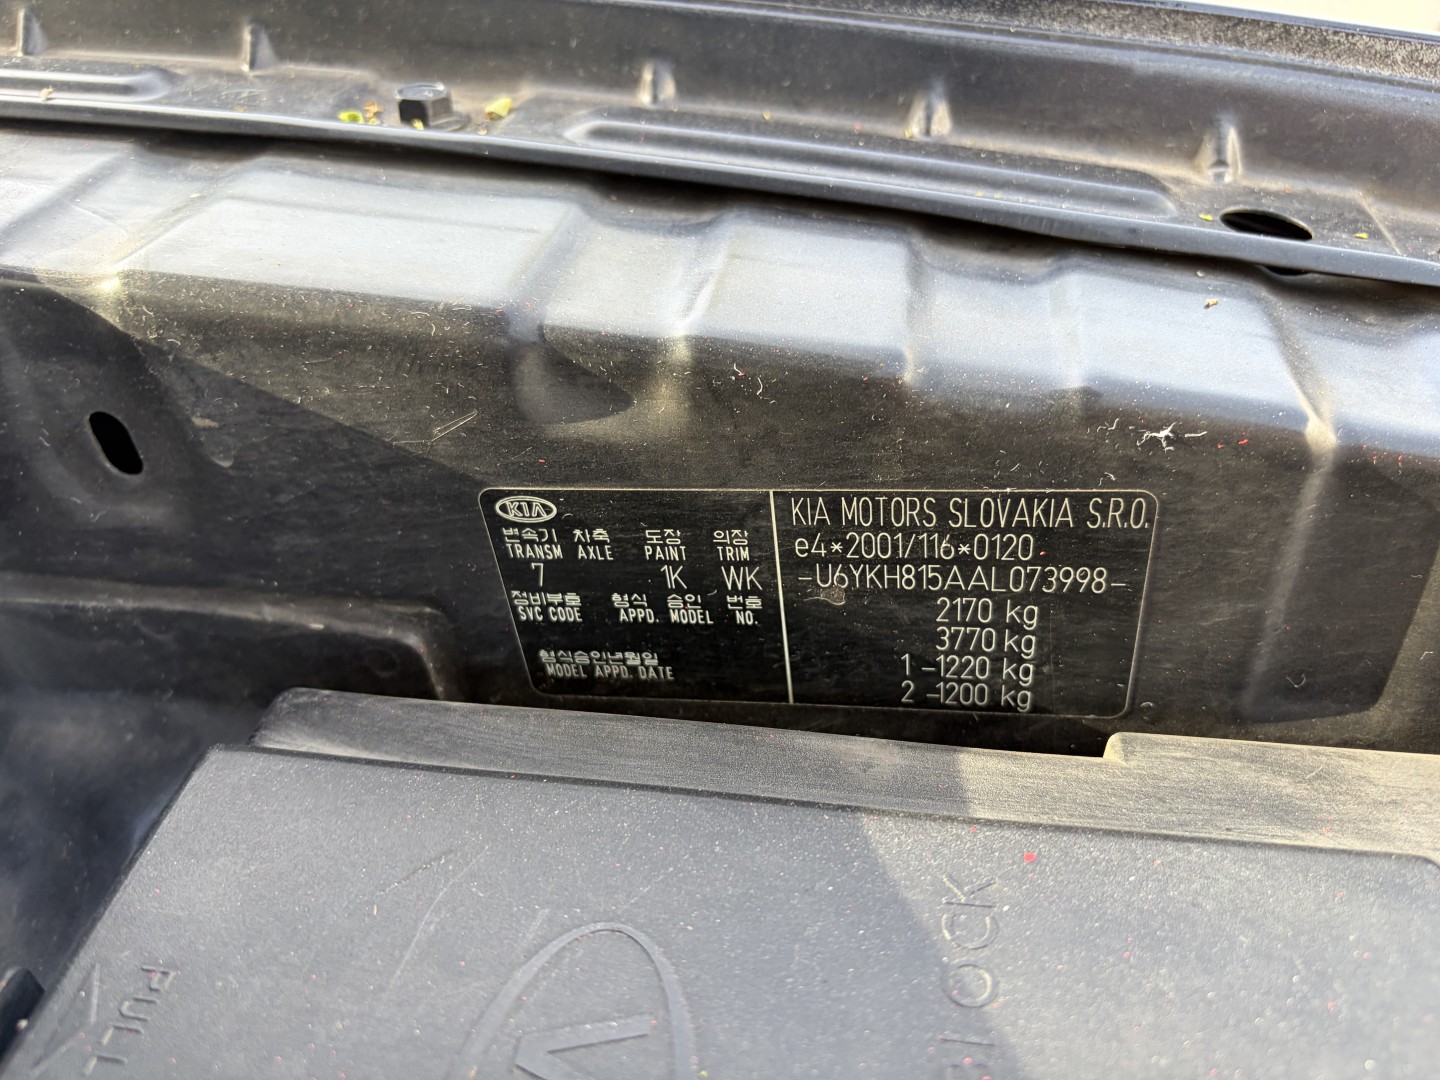 KIA
변속기 차축 도장 의장
TRANSM AXLE PAINT TRIM
7 1K WK
정비부호 형식 승인 번호
SVC CODE APPD. MODEL NO.
형식승인년월일
MODEL APPD. DATE
KIA MOTORS SLOVAKIA S.R.O.
e4*2001/116*0120
-U6YKH815AAL073998-
2170 kg
3770 kg
1 -1220 kg
2 -1200 kg
PULL
LOCK